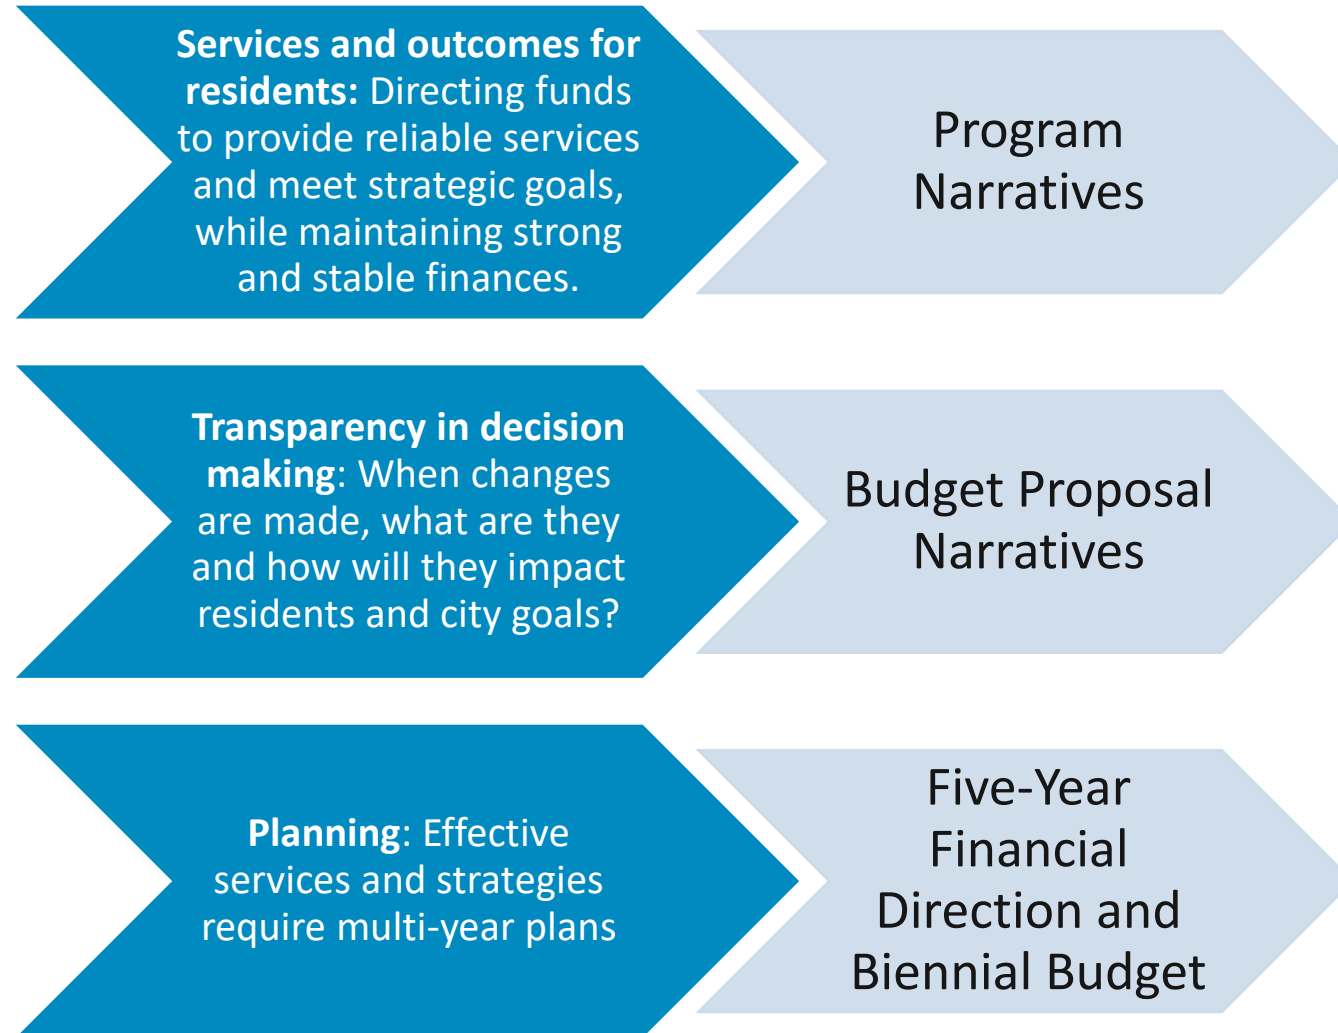 Services and outcomes for
residents: Directing funds
to provide reliable services
and meet strategic goals,
while maintaining strong
and stable finances.
Program
Narratives
Transparency in decision
making: When changes
are made, what are they
and how will they impact
residents and city goals?
Budget Proposal
Narratives
Planning: Effective
services and strategies
require multi-year plans
Five-Year
Financial
Direction and
Biennial Budget